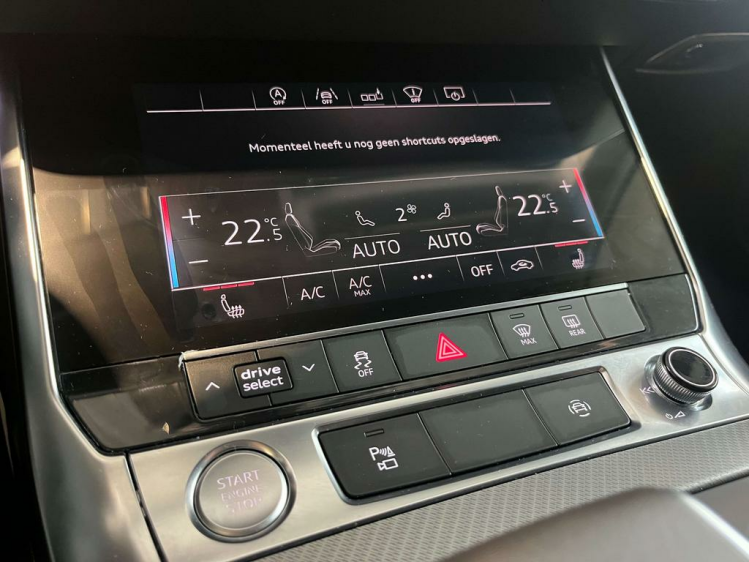 A OFF OFF OFF
Momenteel heeft u nog geen shortcuts opgeslagen.
+ 22.5 °C 2 22.5 °C +
− AUTO AUTO −
A/C A/C MAX ••• OFF
drive select
OFF
MAX
REAR
P
START
ENGINE
STOP